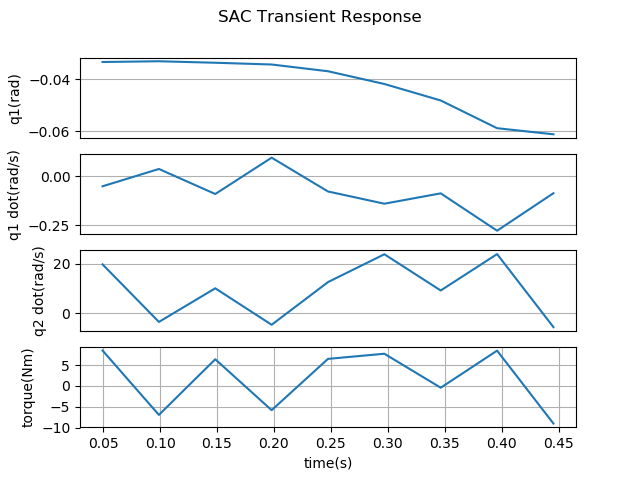 SAC Transient Response
q1(rad)
−0.04
−0.06
q1 dot(rad/s)
0.00
−0.25
q2 dot(rad/s)
20
0
torque(Nm)
5
0
−5
−10
0.05 0.10 0.15 0.20 0.25 0.30 0.35 0.40 0.45
time(s)